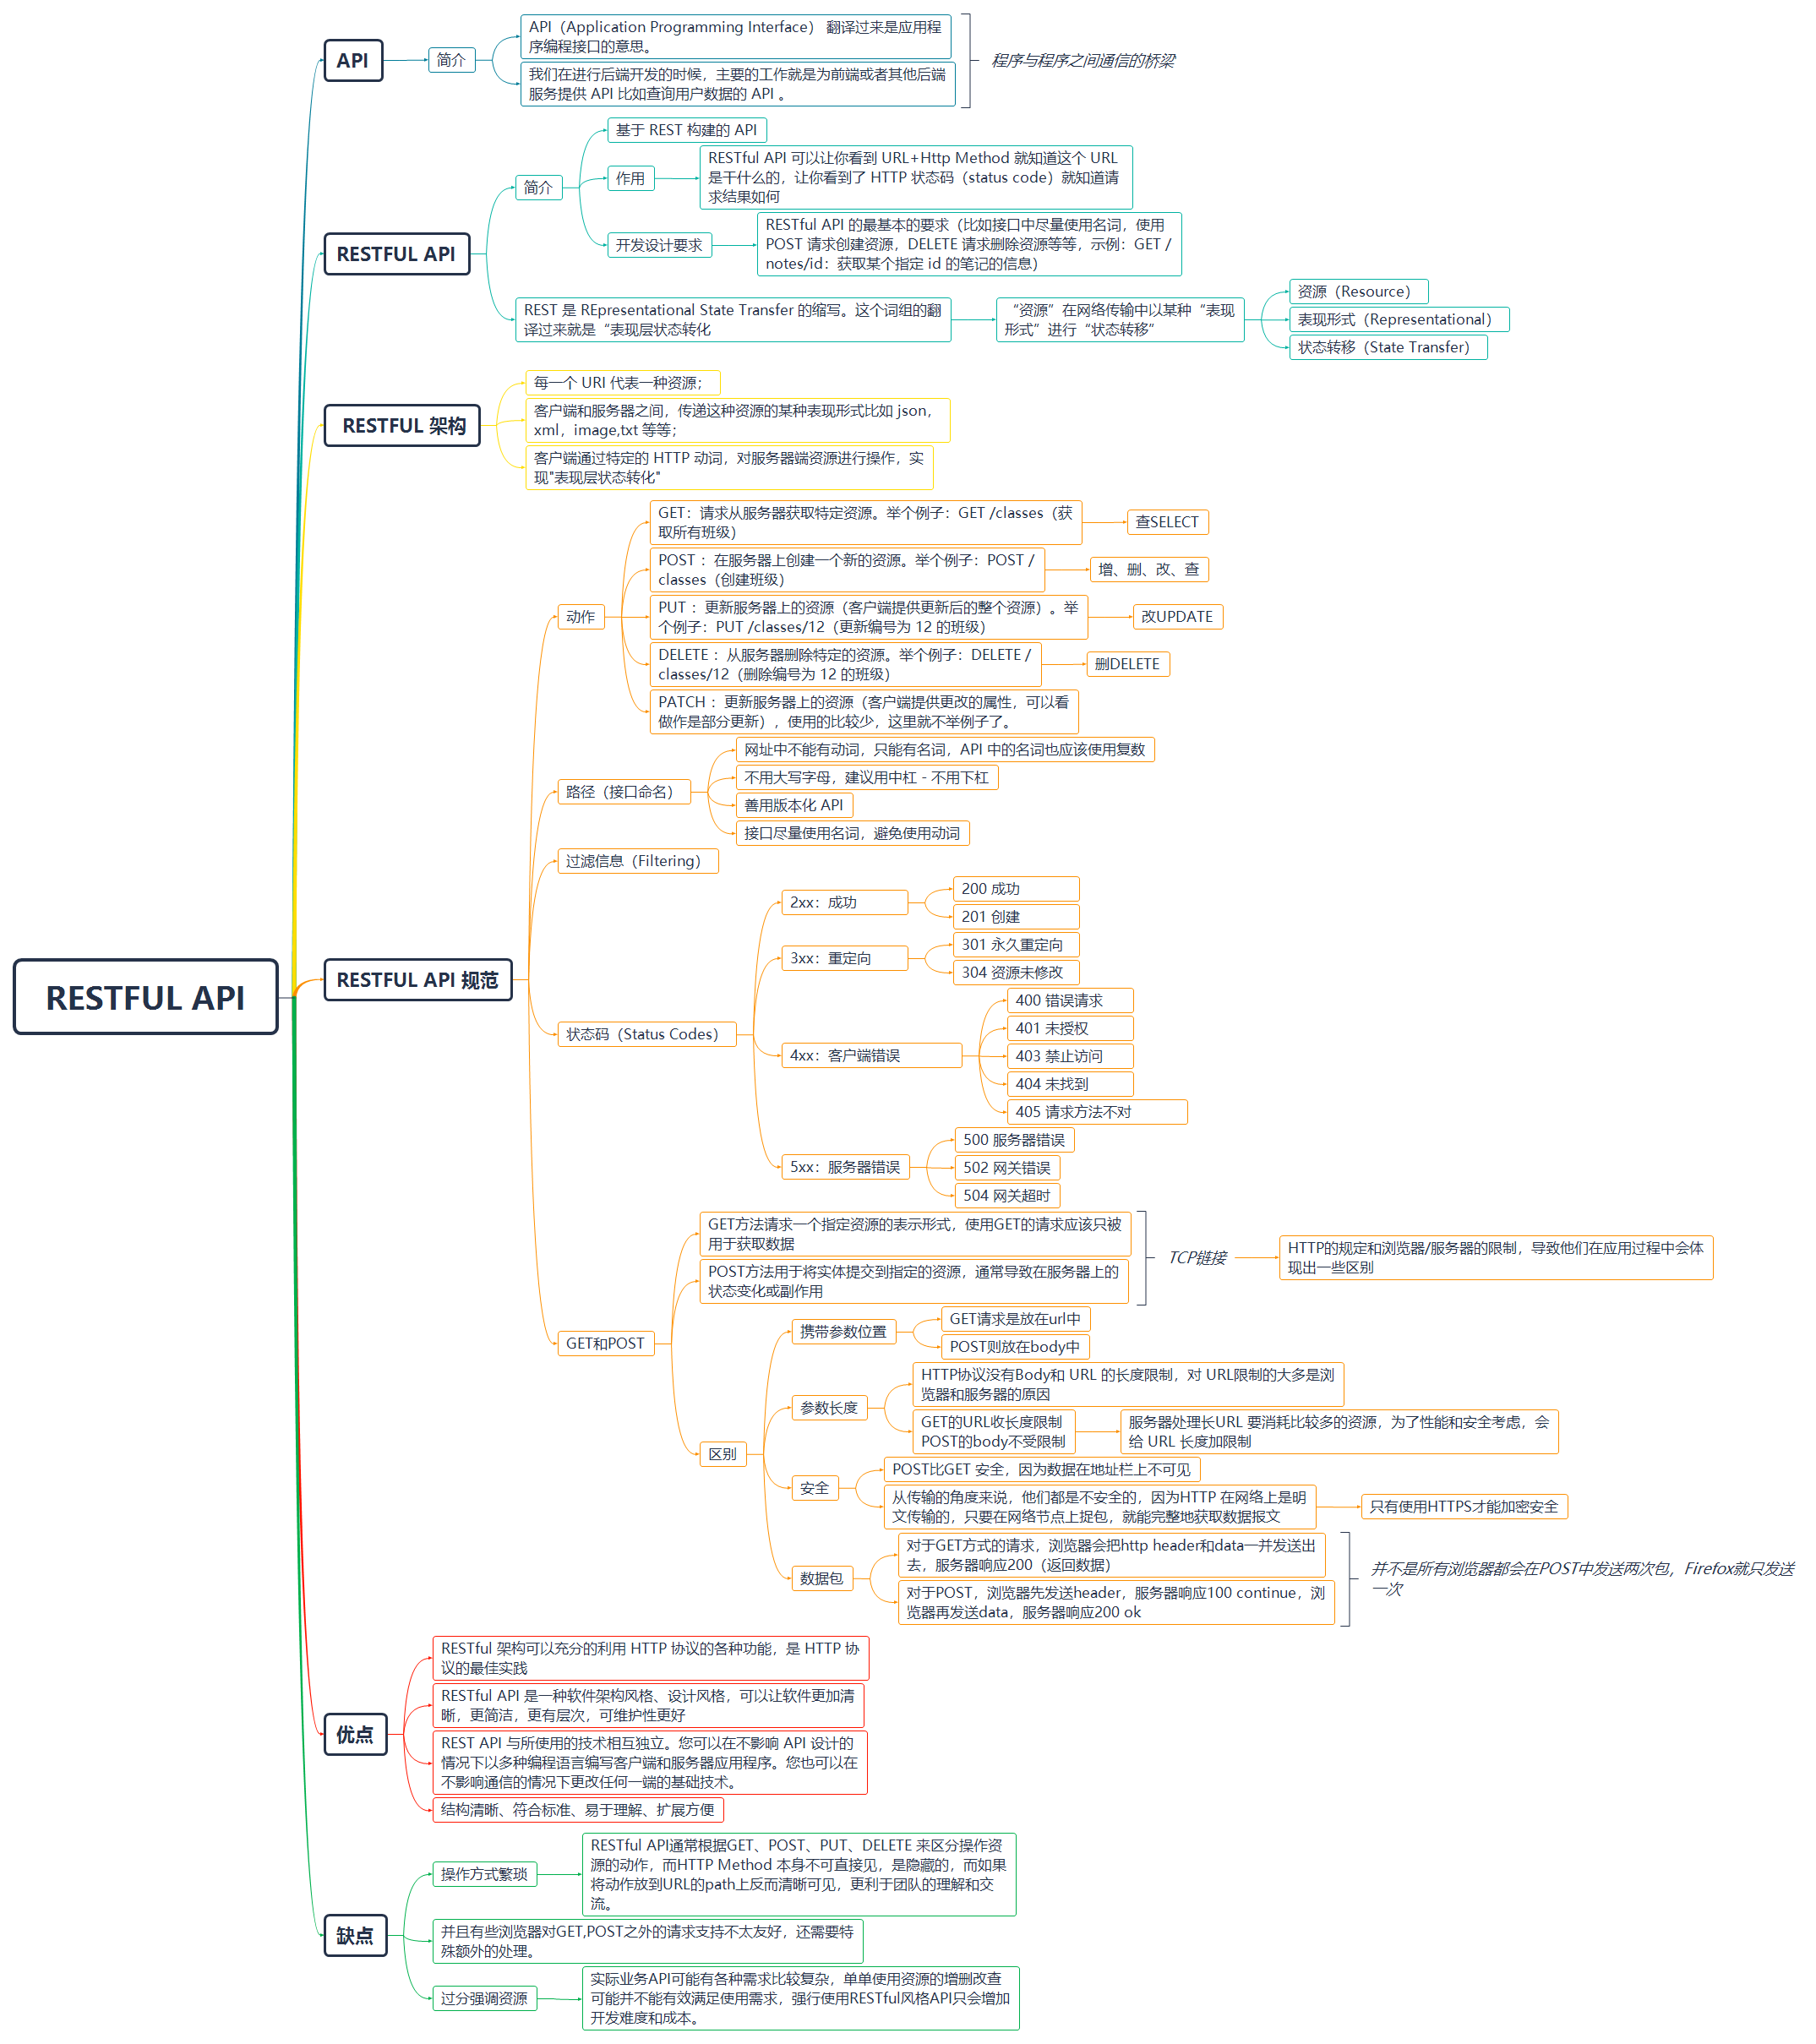 RESTFUL API
API
简介
API（Application Programming Interface） 翻译过来是应用程
序编程接口的意思。
我们在进行后端开发的时候，主要的工作就是为前端或者其他后端
服务提供 API 比如查询用户数据的 API 。
程序与程序之间通信的桥梁
RESTFUL API
简介
基于 REST 构建的 API
作用
RESTful API 可以让你看到 URL+Http Method 就知道这个 URL
是干什么的，让你看到了 HTTP 状态码（status code）就知道请
求结果如何
开发设计要求
RESTful API 的最基本的要求（比如接口中尽量使用名词，使用
POST 请求创建资源，DELETE 请求删除资源等等，示例：GET /
notes/id：获取某个指定 id 的笔记的信息）
REST 是 REpresentational State Transfer 的缩写。这个词组的翻
译过来就是“表现层状态转化
“资源”在网络传输中以某种“表现
形式”进行“状态转移”
资源（Resource）
表现形式（Representational）
状态转移（State Transfer）
RESTFUL 架构
每一个 URI 代表一种资源；
客户端和服务器之间，传递这种资源的某种表现形式比如 json，
xml，image,txt 等等；
客户端通过特定的 HTTP 动词，对服务器端资源进行操作，实
现"表现层状态转化"
RESTFUL API 规范
动作
GET：请求从服务器获取特定资源。举个例子：GET /classes（获
取所有班级）
查SELECT
POST ：在服务器上创建一个新的资源。举个例子：POST /
classes（创建班级）
增、删、改、查
PUT ：更新服务器上的资源（客户端提供更新后的整个资源）。举
个例子：PUT /classes/12（更新编号为 12 的班级）
改UPDATE
DELETE ：从服务器删除特定的资源。举个例子：DELETE /
classes/12（删除编号为 12 的班级）
删DELETE
PATCH ：更新服务器上的资源（客户端提供更改的属性，可以看
做作是部分更新），使用的比较少，这里就不举例子了。
路径（接口命名）
网址中不能有动词，只能有名词，API 中的名词也应该使用复数
不用大写字母，建议用中杠 - 不用下杠
善用版本化 API
接口尽量使用名词，避免使用动词
过滤信息（Filtering）
状态码（Status Codes）
2xx：成功
200 成功
201 创建
3xx：重定向
301 永久重定向
304 资源未修改
4xx：客户端错误
400 错误请求
401 未授权
403 禁止访问
404 未找到
405 请求方法不对
5xx：服务器错误
500 服务器错误
502 网关错误
504 网关超时
GET和POST
GET方法请求一个指定资源的表示形式，使用GET的请求应该只被
用于获取数据
POST方法用于将实体提交到指定的资源，通常导致在服务器上的
状态变化或副作用
TCP链接
HTTP的规定和浏览器/服务器的限制，导致他们在应用过程中会体
现出一些区别
区别
携带参数位置
GET请求是放在url中
POST则放在body中
参数长度
HTTP协议没有Body和 URL 的长度限制，对 URL限制的大多是浏
览器和服务器的原因
GET的URL收长度限制
POST的body不受限制
服务器处理长URL 要消耗比较多的资源，为了性能和安全考虑，会
给 URL 长度加限制
安全
POST比GET 安全，因为数据在地址栏上不可见
从传输的角度来说，他们都是不安全的，因为HTTP 在网络上是明
文传输的，只要在网络节点上捉包，就能完整地获取数据报文
只有使用HTTPS才能加密安全
数据包
对于GET方式的请求，浏览器会把http header和data一并发送出
去，服务器响应200（返回数据）
对于POST，浏览器先发送header，服务器响应100 continue，浏
览器再发送data，服务器响应200 ok
并不是所有浏览器都会在POST中发送两次包，Firefox就只发送
一次
优点
RESTful 架构可以充分的利用 HTTP 协议的各种功能，是 HTTP 协
议的最佳实践
RESTful API 是一种软件架构风格、设计风格，可以让软件更加清
晰，更简洁，更有层次，可维护性更好
REST API 与所使用的技术相互独立。您可以在不影响 API 设计的
情况下以多种编程语言编写客户端和服务器应用程序。您也可以在
不影响通信的情况下更改任何一端的基础技术。
结构清晰、符合标准、易于理解、扩展方便
缺点
操作方式繁琐
RESTful API通常根据GET、POST、PUT、DELETE 来区分操作资
源的动作，而HTTP Method 本身不可直接见，是隐藏的，而如果
将动作放到URL的path上反而清晰可见，更利于团队的理解和交
流。
并且有些浏览器对GET,POST之外的请求支持不太友好，还需要特
殊额外的处理。
过分强调资源
实际业务API可能有各种需求比较复杂，单单使用资源的增删改查
可能并不能有效满足使用需求，强行使用RESTful风格API只会增加
开发难度和成本。